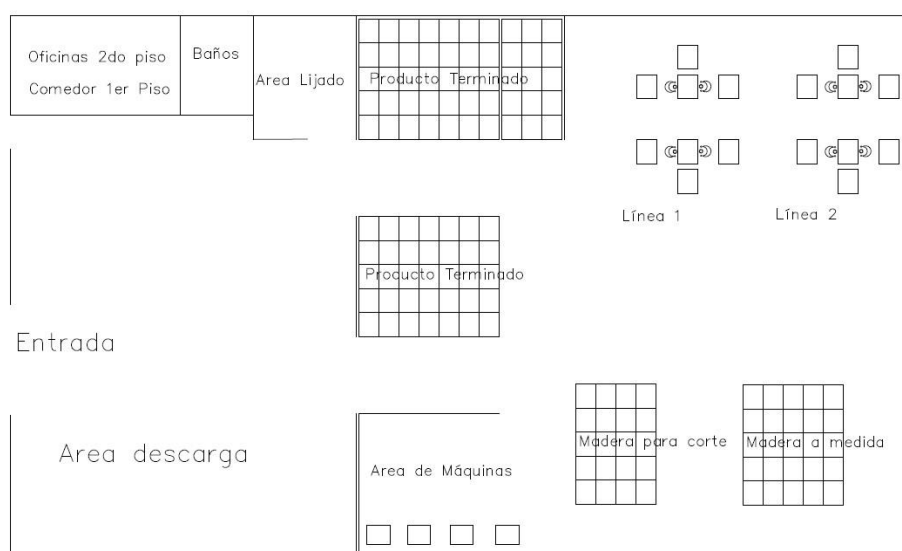 Oficinas 2do piso
Comedor 1er Piso
Baños
Area Lijado
Producto Terminado
Línea 1
Línea 2
Producto Terminado
Entrada
Area descarga
Area de Máquinas
Madera para corte
Madera a medida